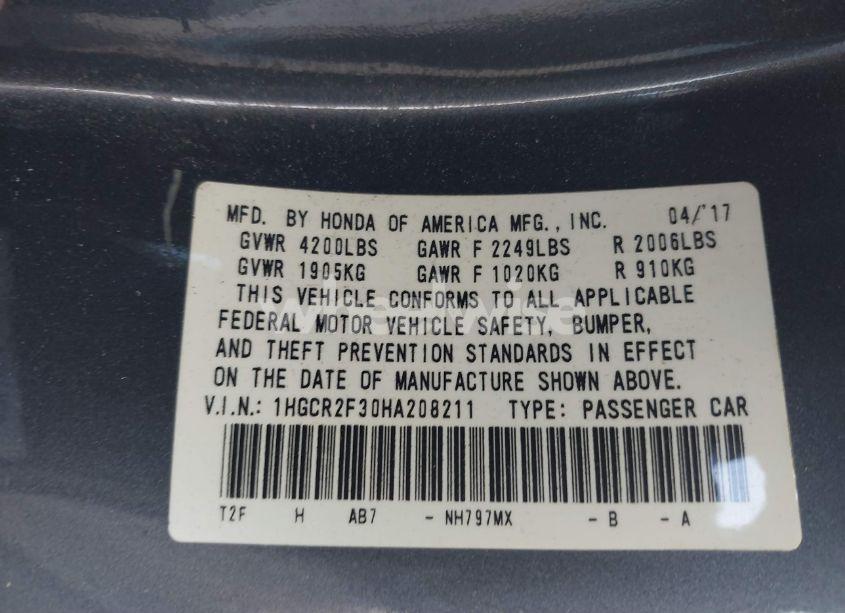 MFD. BY HONDA OF AMERICA MFG., INC. 04/'17
GVWR 4200LBS GAWR F 2249LBS R 2006LBS
GVWR 1905KG GAWR F 1020KG R 910KG
THIS VEHICLE CONFORMS TO ALL APPLICABLE
FEDERAL MOTOR VEHICLE SAFETY, BUMPER,
AND THEFT PREVENTION STANDARDS IN EFFECT
ON THE DATE OF MANUFACTURE SHOWN ABOVE.
V.I.N.: 1HGCR2F30HA208211 TYPE: PASSENGER CAR
T2F H AB7 - NH797MX - B - A